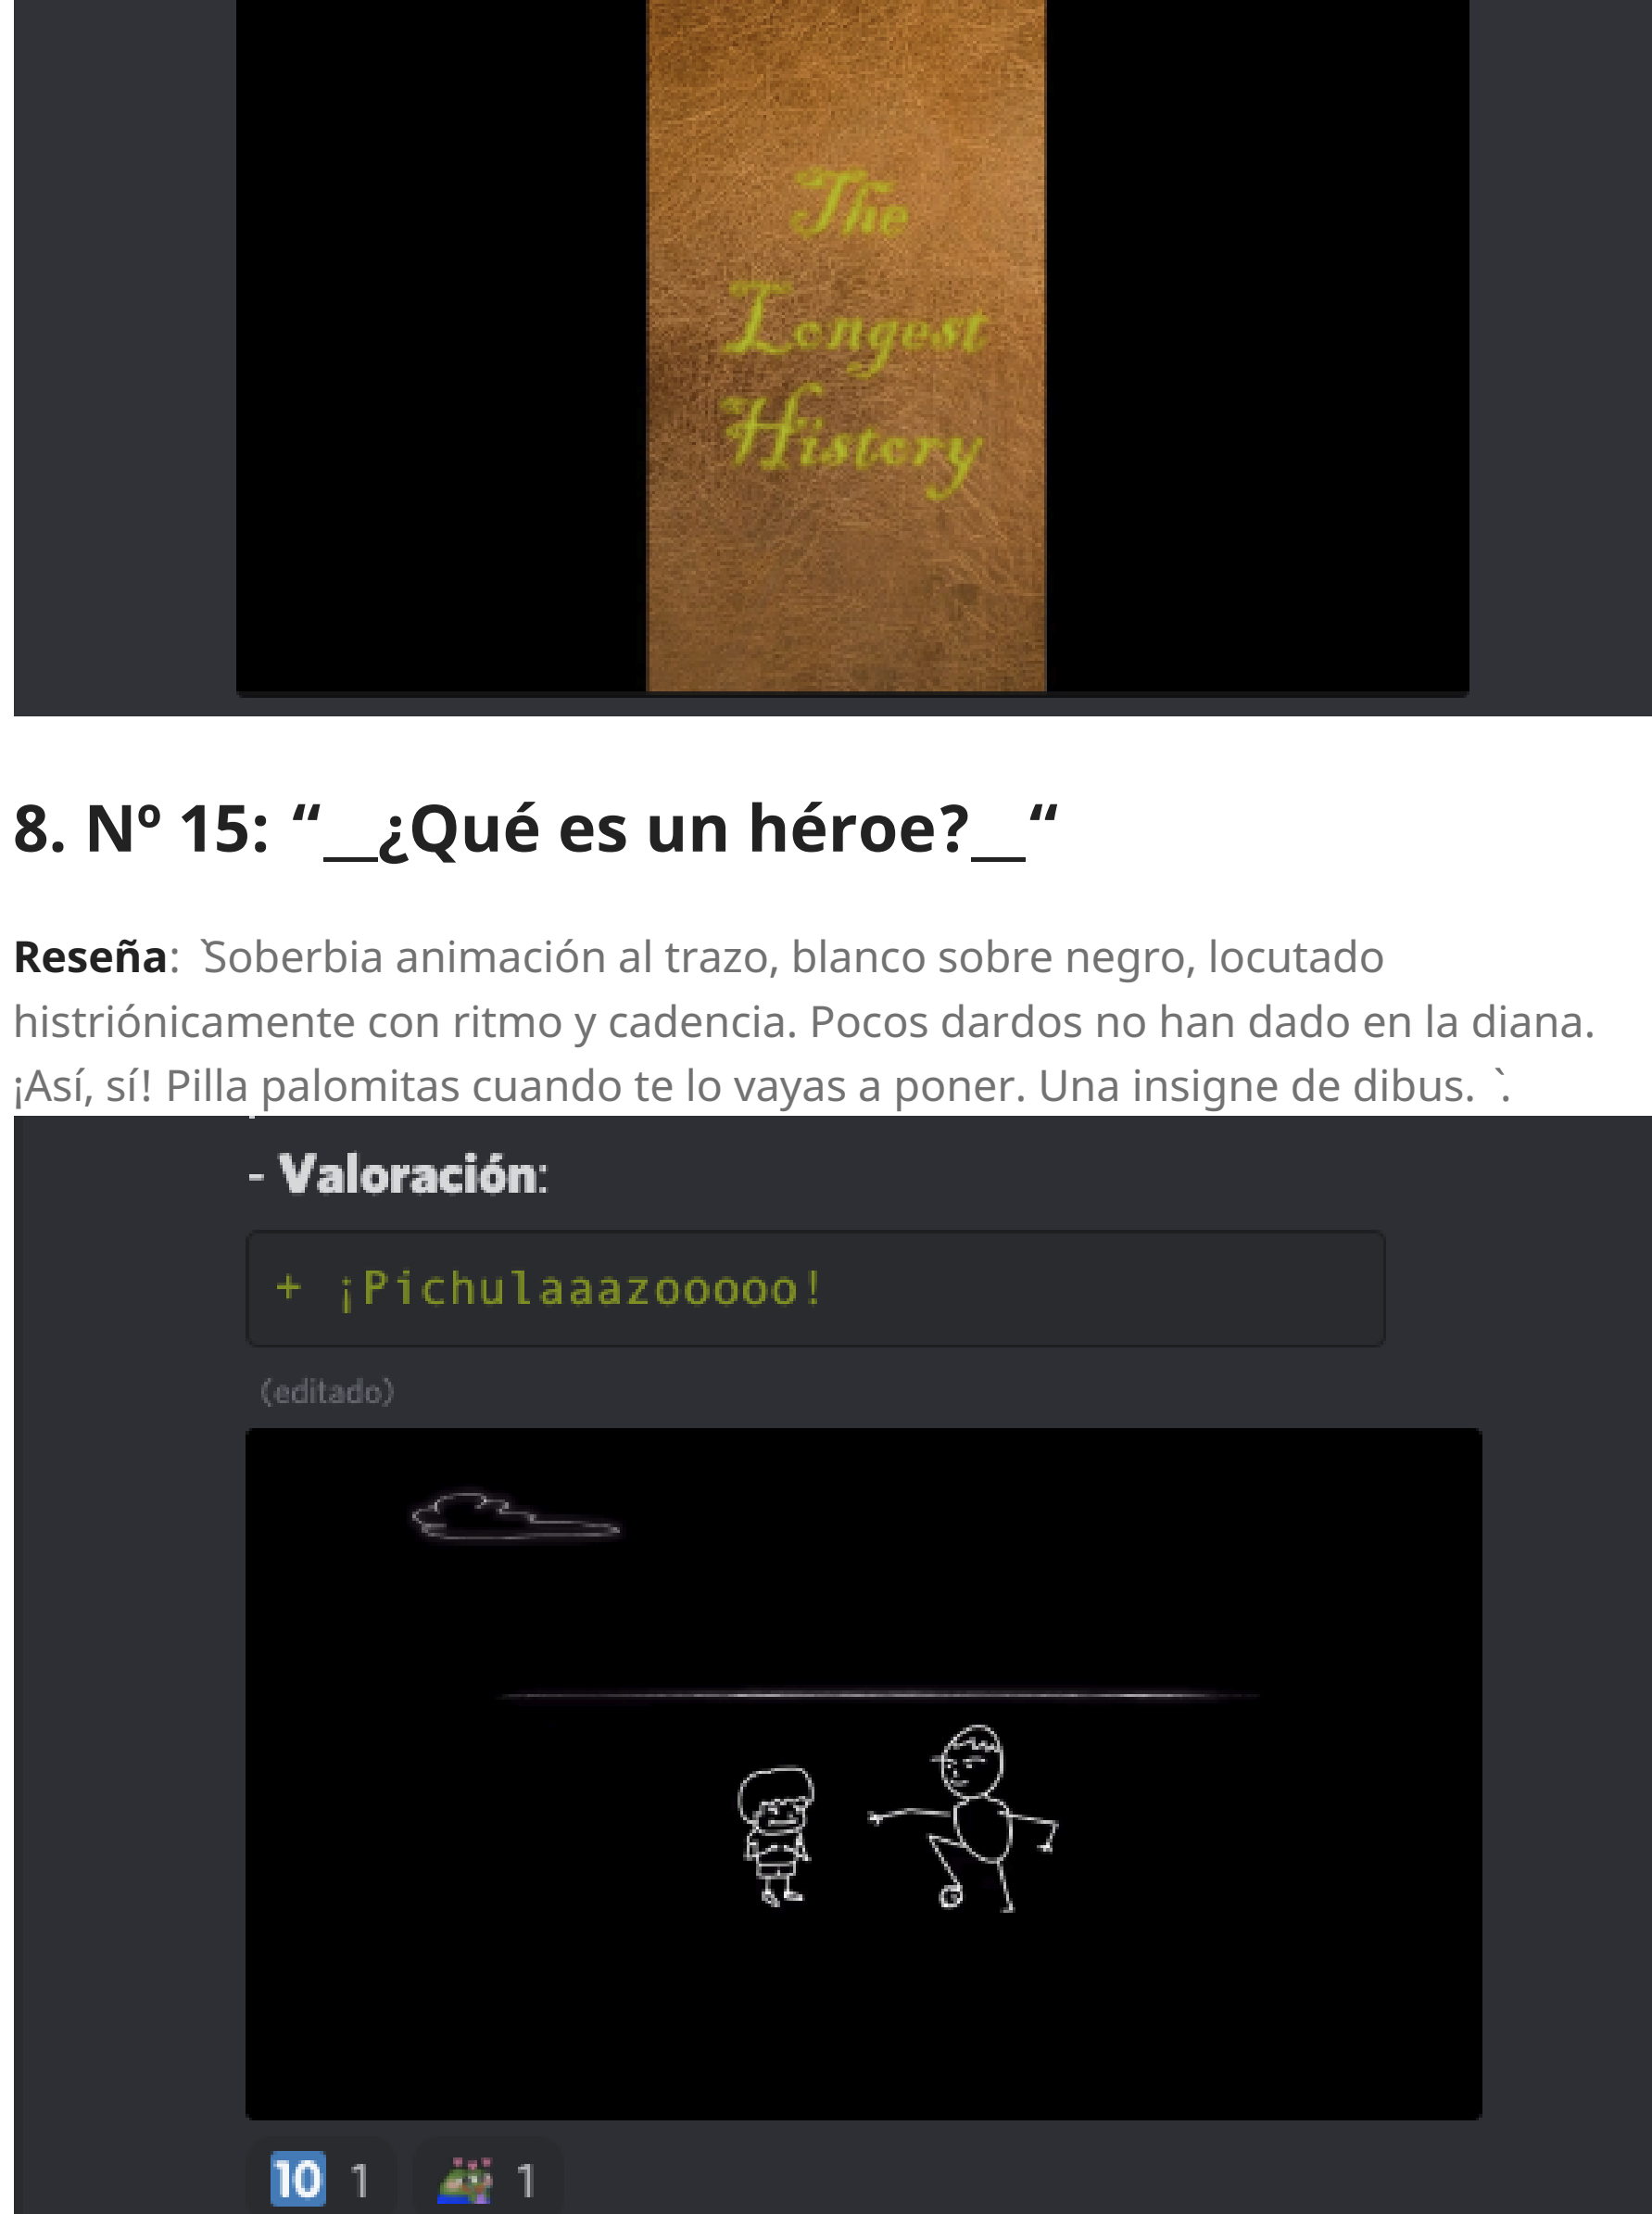 The
Longest
History
8. Nº 15: “__¿Qué es un héroe?__“
Reseña: `Soberbia animación al trazo, blanco sobre negro, locutado
histriónicamente con ritmo y cadencia. Pocos dardos no han dado en la diana.
¡Así, sí! Pilla palomitas cuando te lo vayas a poner. Una insigne de dibus. `.
- Valoración:
+ ¡Pichulaaazooooo!
(editado)
10 1 1